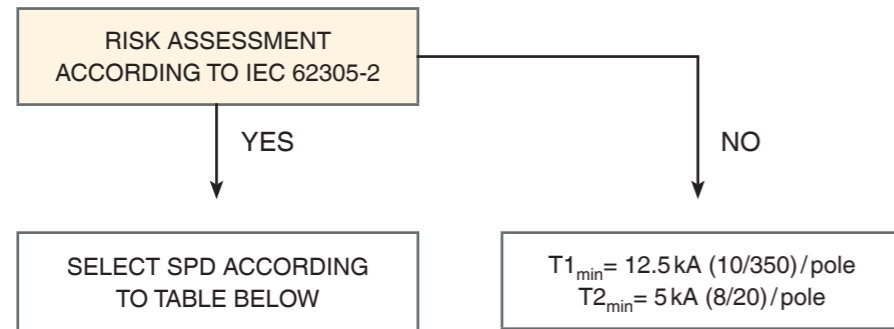 RISK ASSESSMENT
ACCORDING TO IEC 62305-2
YES
NO
SELECT SPD ACCORDING
TO TABLE BELOW
T1min= 12.5 kA (10/350)/pole
T2min= 5 kA (8/20)/pole